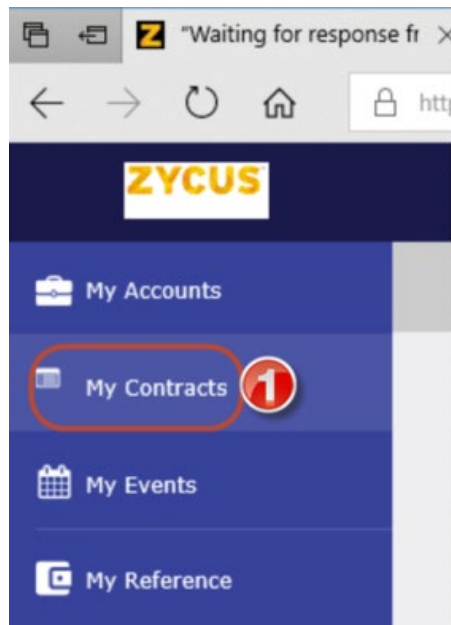 Z "Waiting for response fr
http
ZYCUS
My Accounts
My Contracts 1
My Events
My Reference